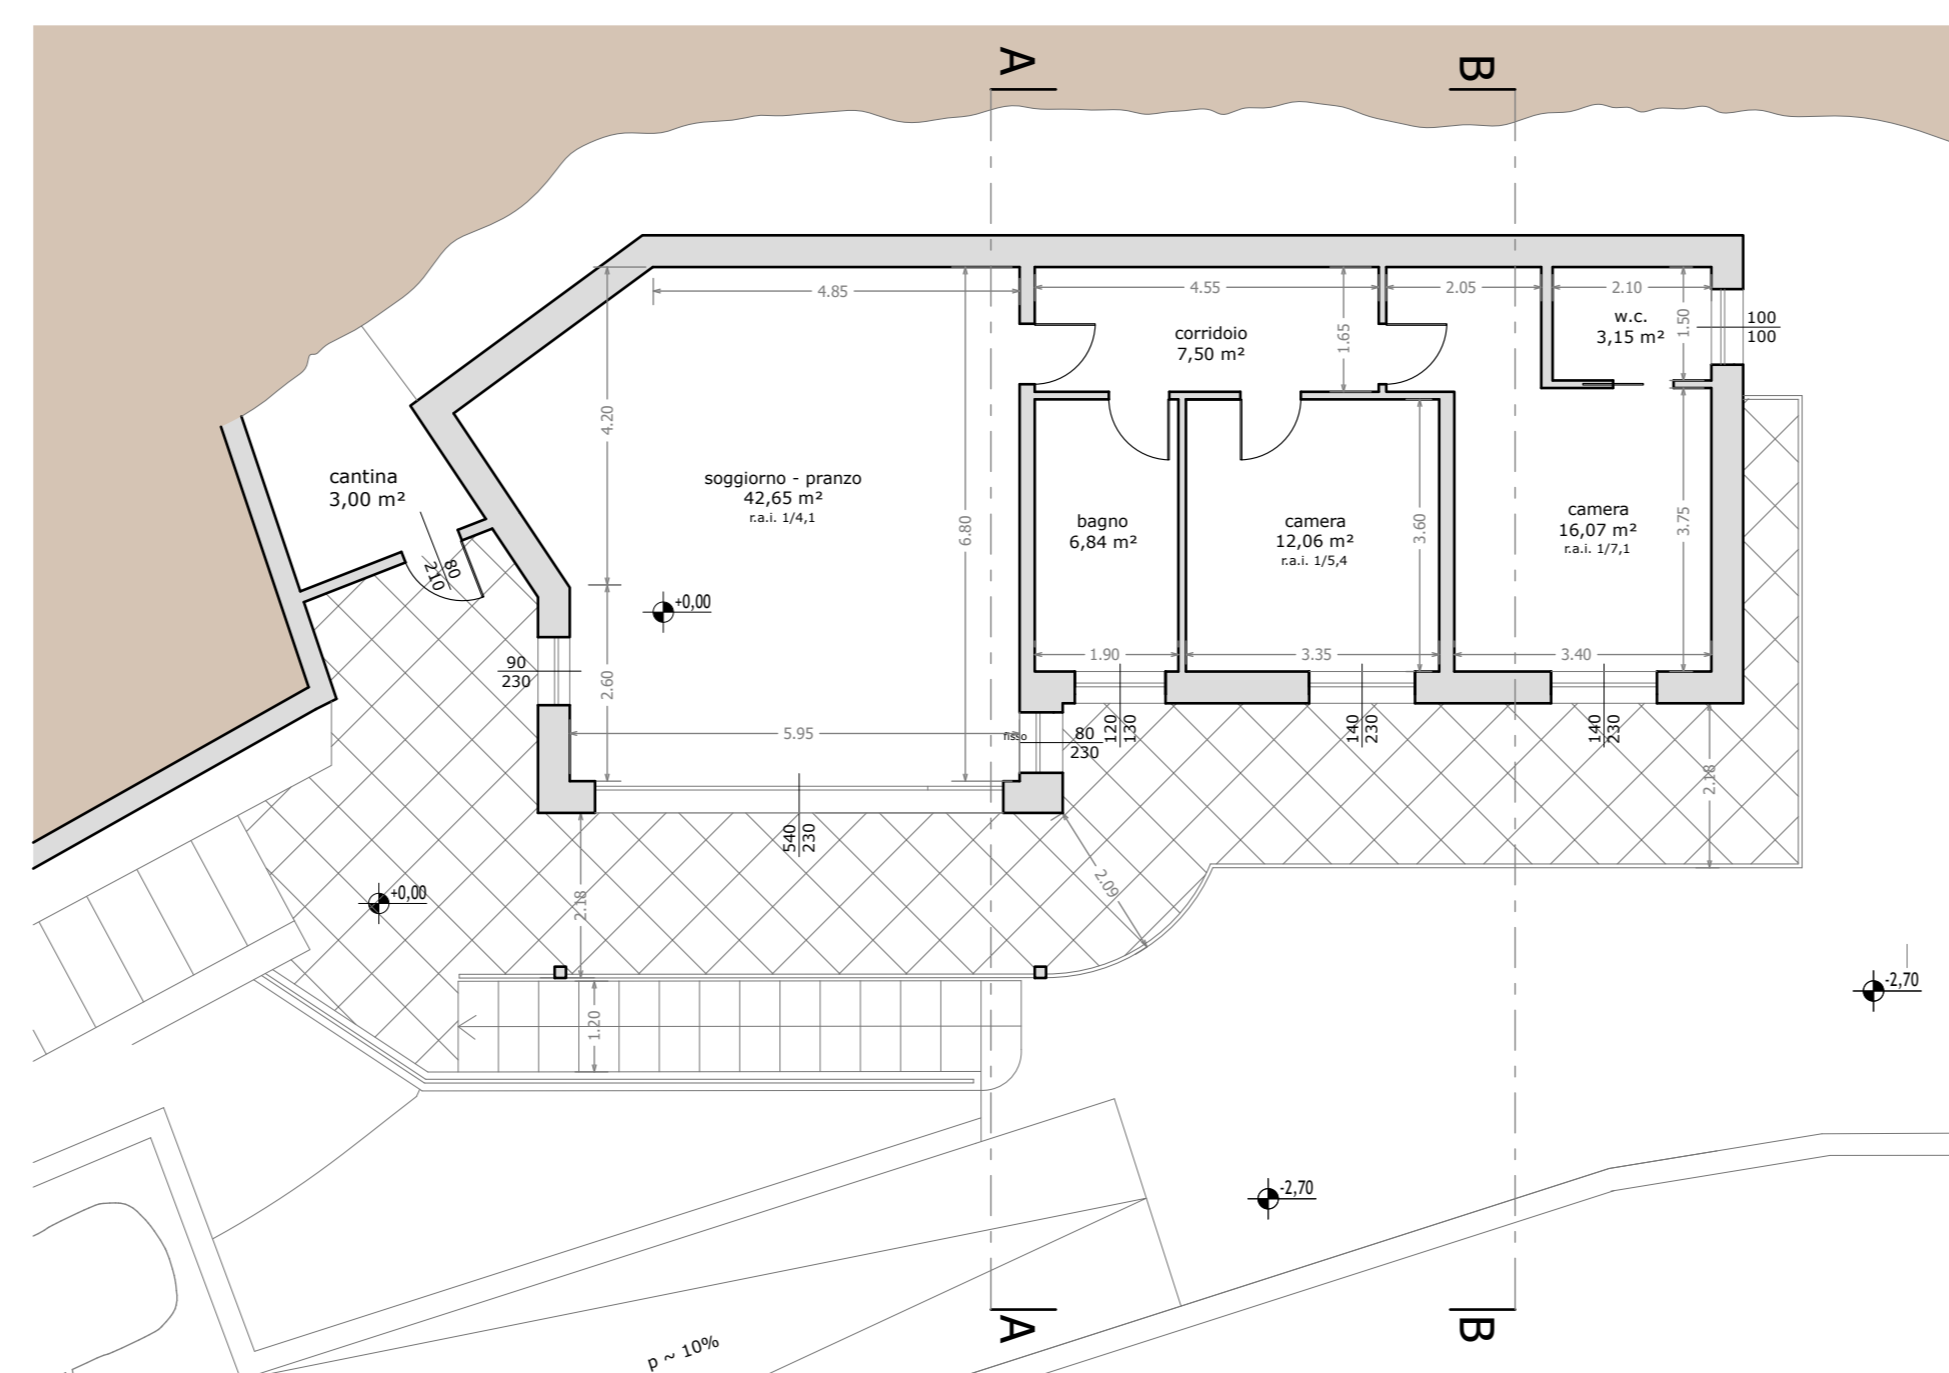 A
B
4.85
4.55
2.05
2.10
w.c.
3,15 m²
1.50
100
100
corridoio
7,50 m²
1.65
4.20
cantina
3,00 m²
80
210
soggiorno - pranzo
42,65 m²
r.a.i. 1/4,1
6.80
bagno
6,84 m²
camera
12,06 m²
r.a.i. 1/5,4
3.60
camera
16,07 m²
r.a.i. 1/7,1
3.75
+0,00
90
230
2.60
5.95
1.90
3.35
3.40
fisso
80
230
120
130
140
230
140
230
2.18
540
230
2.18
2.09
+0,00
1.20
-2,70
-2,70
p ~ 10%
A
B